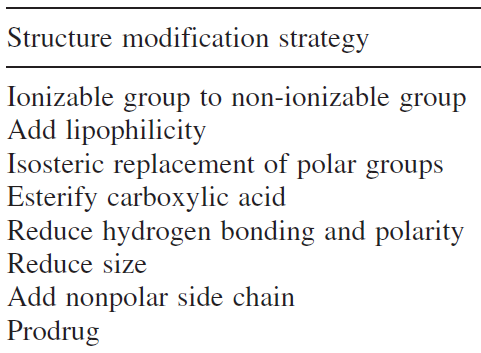 Structure modification strategy
Ionizable group to non-ionizable group
Add lipophilicity
Isosteric replacement of polar groups
Esterify carboxylic acid
Reduce hydrogen bonding and polarity
Reduce size
Add nonpolar side chain
Prodrug